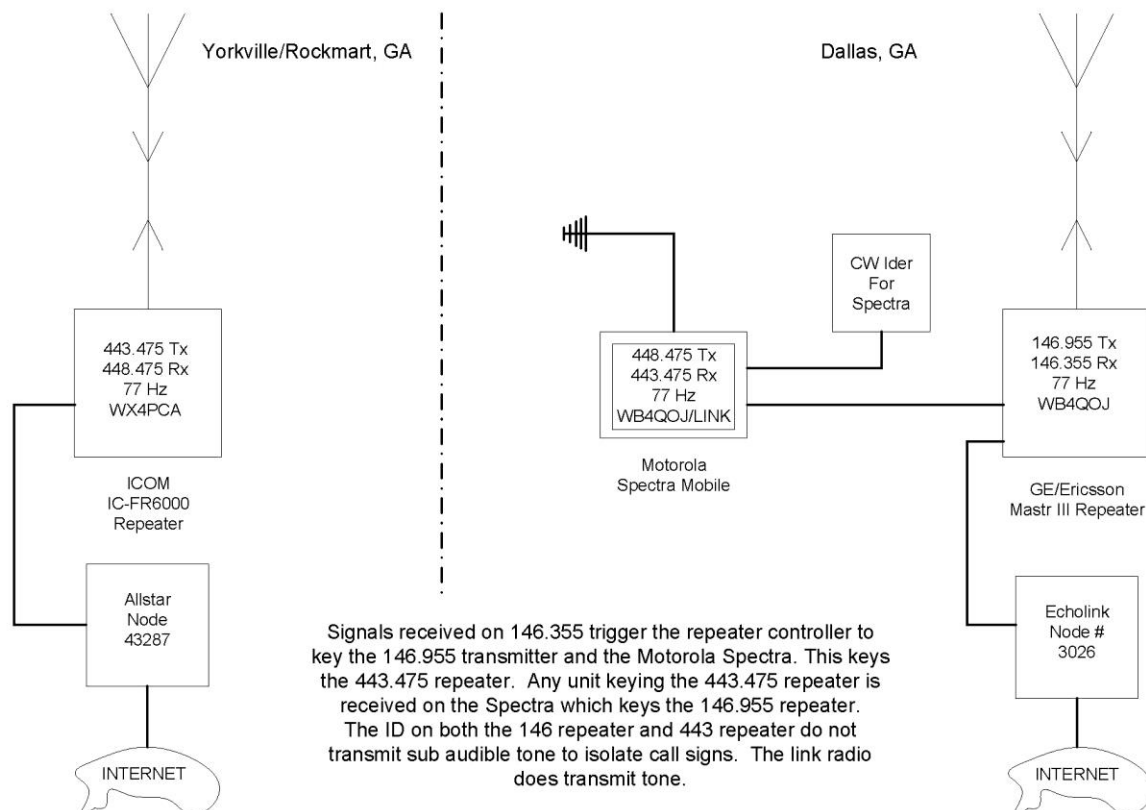 Yorkville/Rockmart, GA
Dallas, GA
443.475 Tx
448.475 Rx
77 Hz
WX4PCA
ICOM
IC-FR6000
Repeater
Allstar
Node
43287
INTERNET
CW Ider
For
Spectra
448.475 Tx
443.475 Rx
77 Hz
WB4QOJ/LINK
Motorola
Spectra Mobile
146.955 Tx
146.355 Rx
77 Hz
WB4QOJ
GE/Ericsson
Mastr III Repeater
Echolink
Node #
3026
INTERNET
Signals received on 146.355 trigger the repeater controller to
key the 146.955 transmitter and the Motorola Spectra. This keys
the 443.475 repeater.  Any unit keying the 443.475 repeater is
received on the Spectra which keys the 146.955 repeater.
The ID on both the 146 repeater and 443 repeater do not
transmit sub audible tone to isolate call signs.  The link radio
does transmit tone.